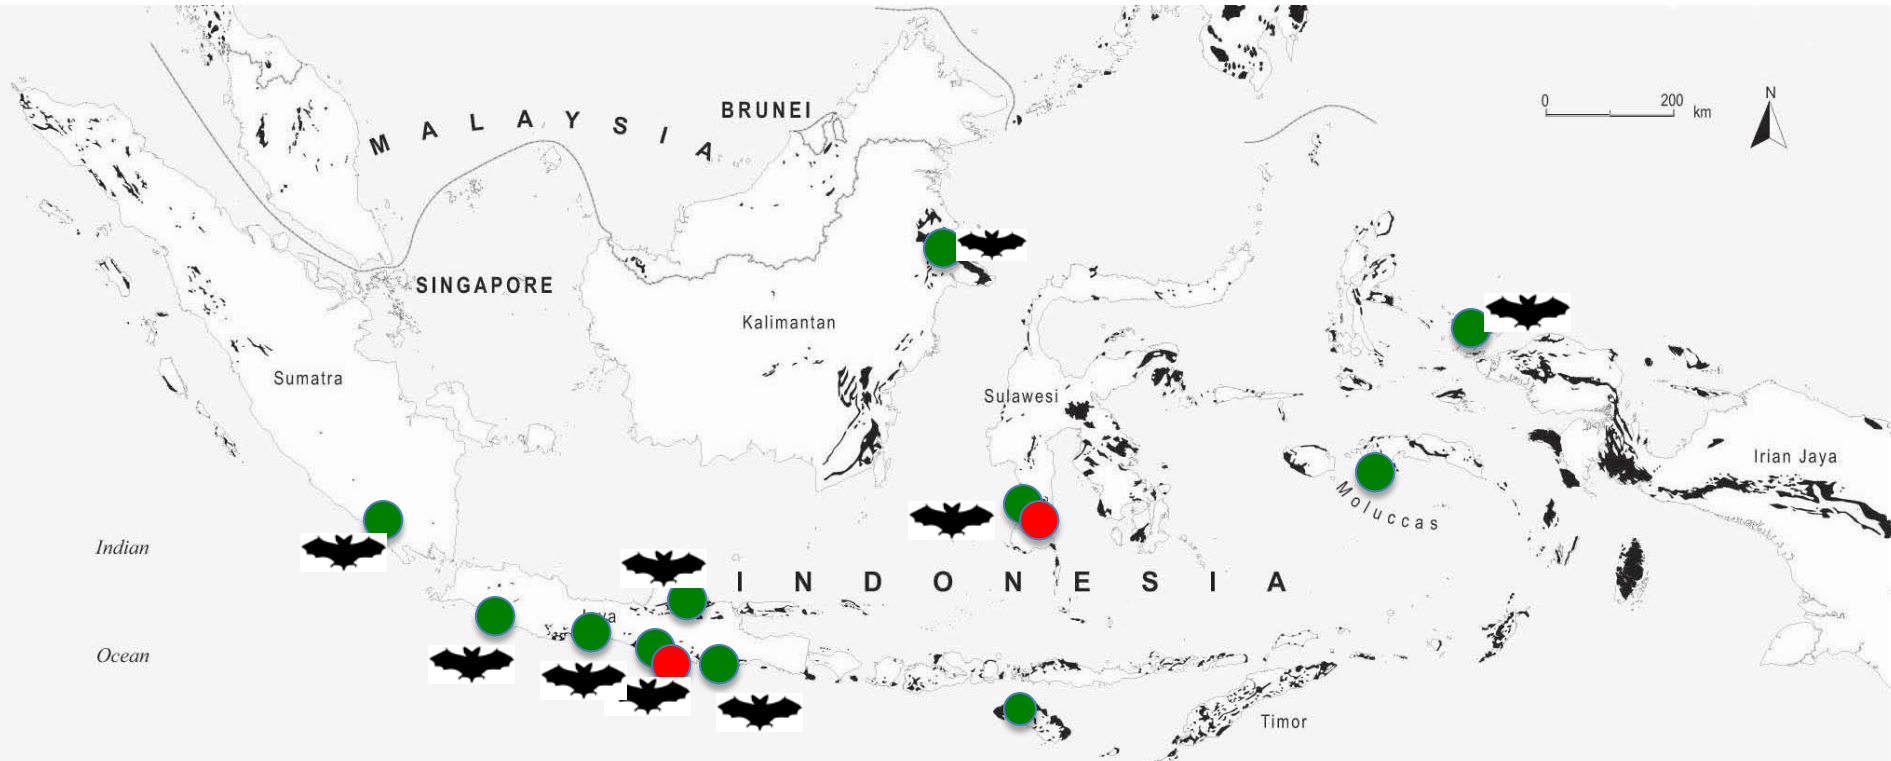 MALAYSIA
BRUNEI
0 200 km
N
SINGAPORE
Kalimantan
Sumatra
Sulawesi
Irian Jaya
Moluccas
Indian
Ocean
INDONESIA
Timor